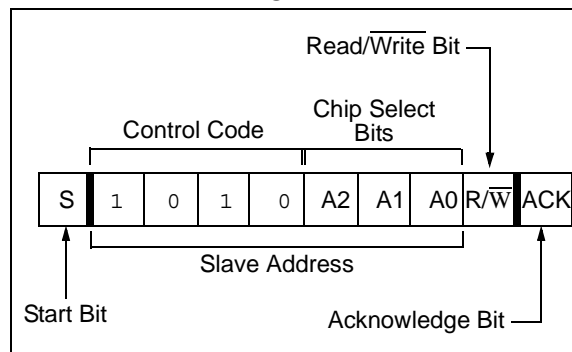 Read/Write Bit
Chip Select
Bits
Control Code
S 1 0 1 0 A2 A1 A0 R/W ACK
Slave Address
Start Bit
Acknowledge Bit